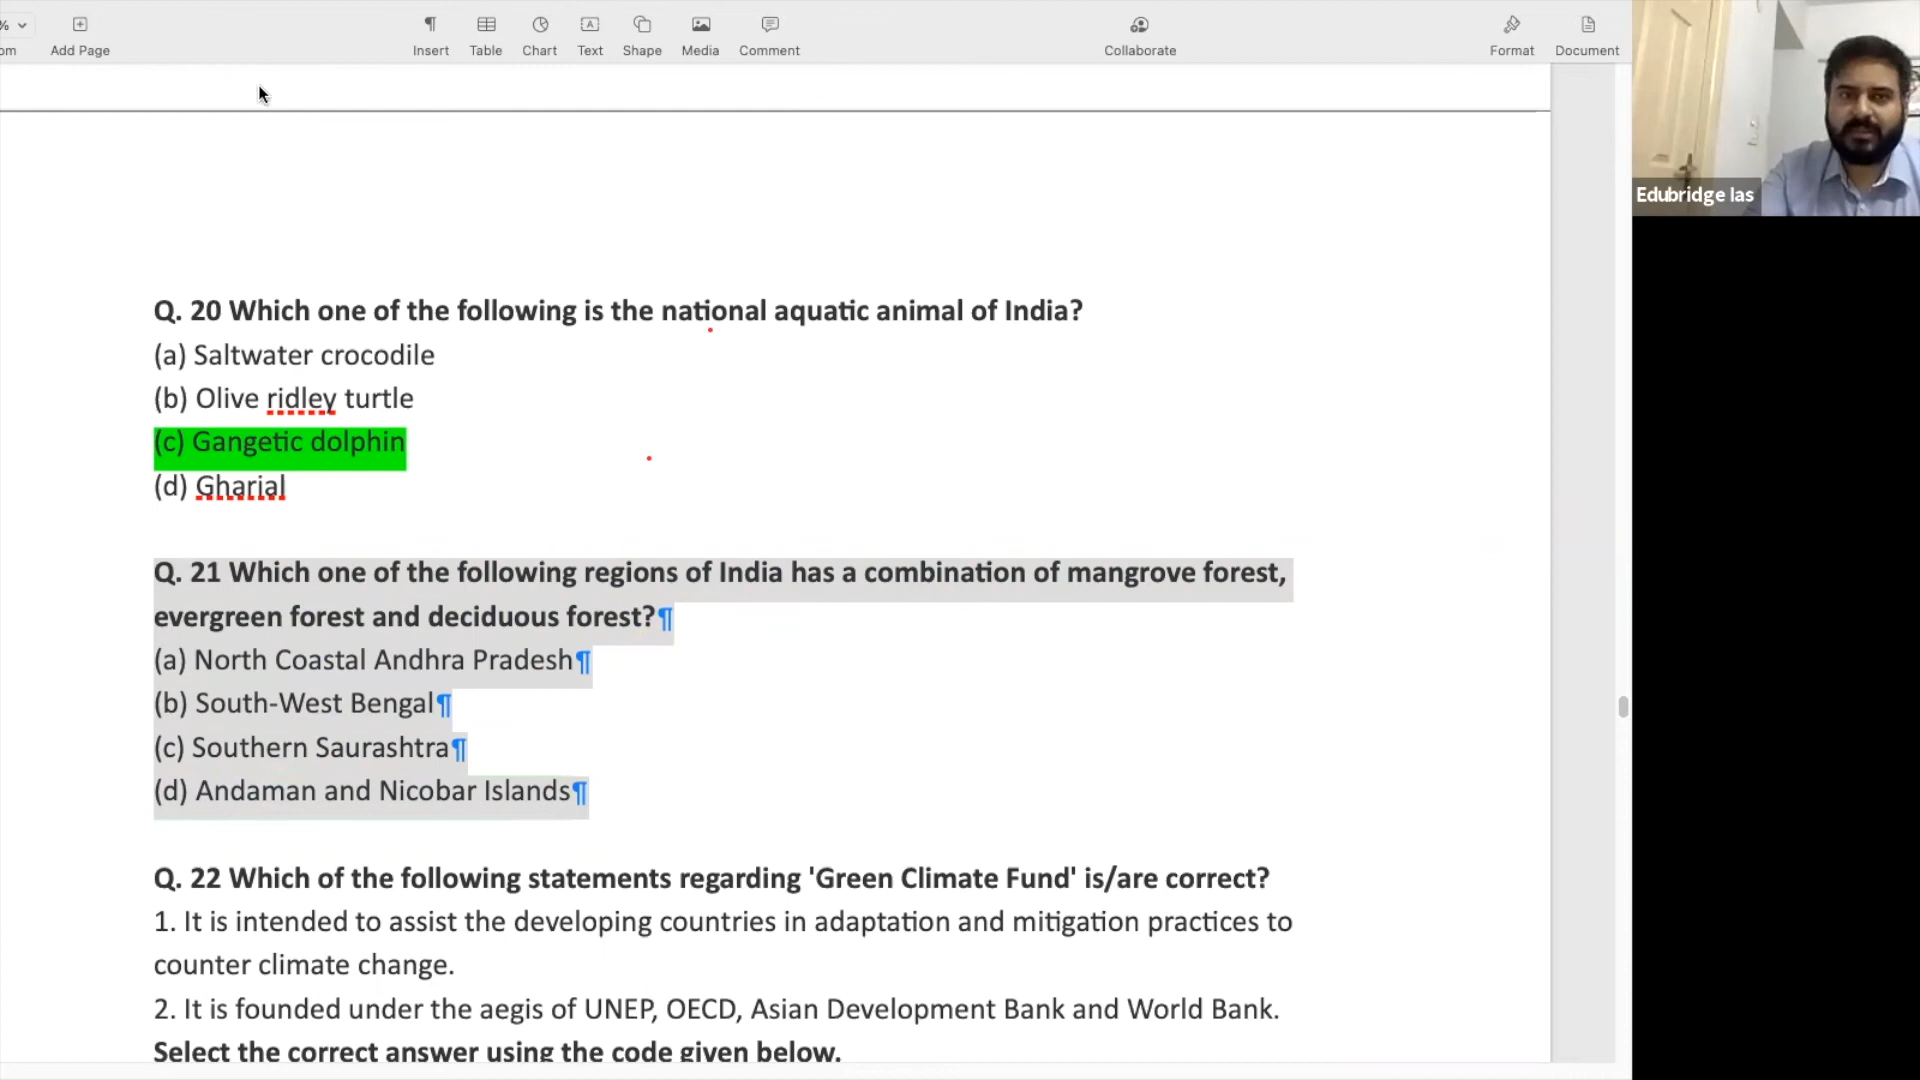 %
om
Add Page
Insert
Table
Chart
Text
Shape
Media
Comment
Collaborate
Format
Document
Edubridge Ias
Q. 20 Which one of the following is the national aquatic animal of India?
(a) Saltwater crocodile
(b) Olive ridley turtle
(c) Gangetic dolphin
(d) Gharial
Q. 21 Which one of the following regions of India has a combination of mangrove forest,
evergreen forest and deciduous forest?¶
(a) North Coastal Andhra Pradesh¶
(b) South-West Bengal¶
(c) Southern Saurashtra¶
(d) Andaman and Nicobar Islands¶
Q. 22 Which of the following statements regarding 'Green Climate Fund' is/are correct?
1. It is intended to assist the developing countries in adaptation and mitigation practices to
counter climate change.
2. It is founded under the aegis of UNEP, OECD, Asian Development Bank and World Bank.
Select the correct answer using the code given below.